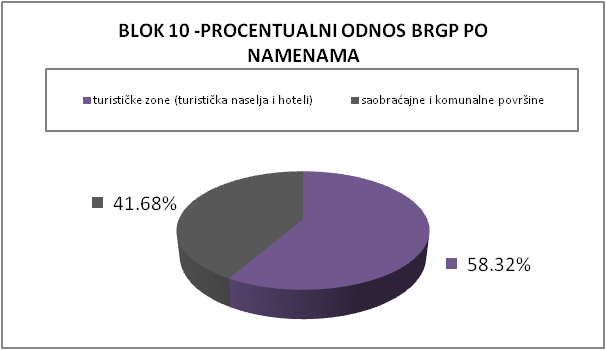 BLOK 10 -PROCENTUALNI ODNOS BRGP PO
NAMENAMA
turističke zone (turistička naselja i hoteli) saobraćajne i komunalne površine
41.68%
58.32%